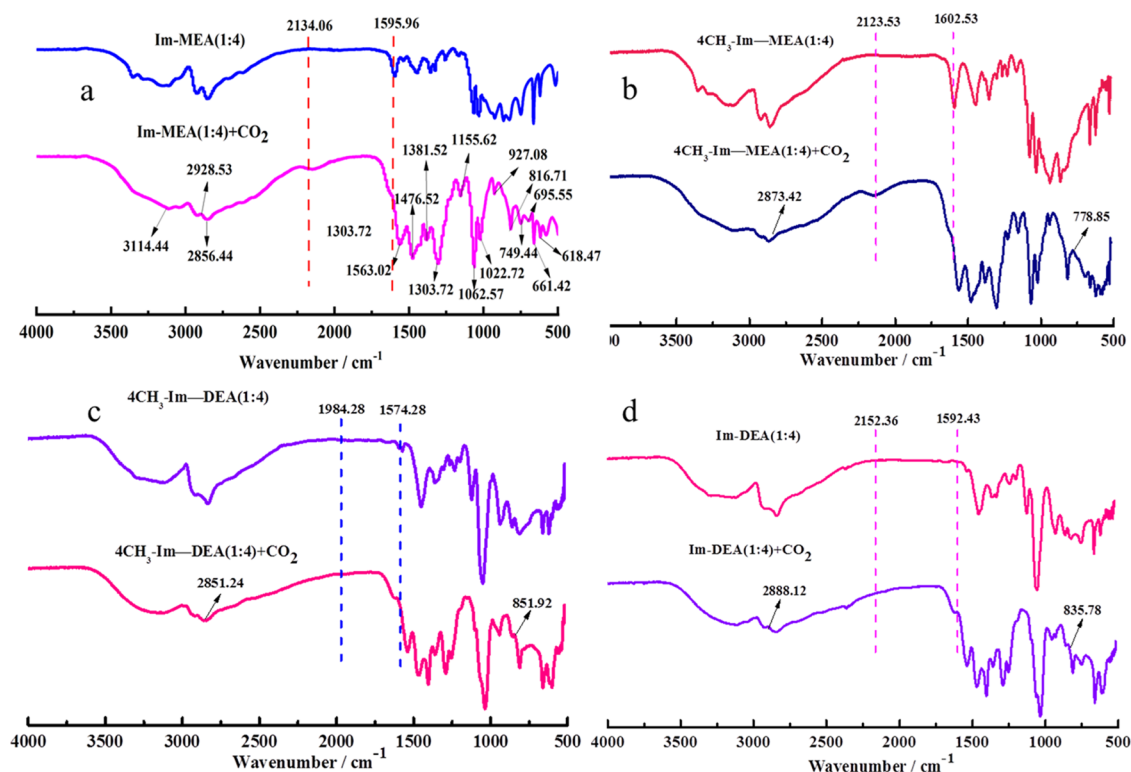 2134.06
1595.96
Im-MEA(1:4)
a
Im-MEA(1:4)+CO2
2928.53
1381.52
1155.62
927.08
816.71
695.55
1476.52
3114.44
2856.44
1303.72
1563.02
749.44
618.47
1303.72
1022.72
1062.57
661.42
4000 3500 3000 2500 2000 1500 1000 500
Wavenumber / cm-1
2123.53
1602.53
4CH3-Im—MEA(1:4)
b
4CH3-Im—MEA(1:4)+CO2
2873.42
778.85
00 3500 3000 2500 2000 1500 1000 500
Wavenumber / cm-1
4CH3-Im—DEA(1:4)
c
1984.28
1574.28
4CH3-Im—DEA(1:4)+CO2
2851.24
851.92
4000 3500 3000 2500 2000 1500 1000 500
Wavenumber / cm-1
d
2152.36
1592.43
Im-DEA(1:4)
Im-DEA(1:4)+CO2
2888.12
835.78
4000 3500 3000 2500 2000 1500 1000 500
Wavenumber / cm-1